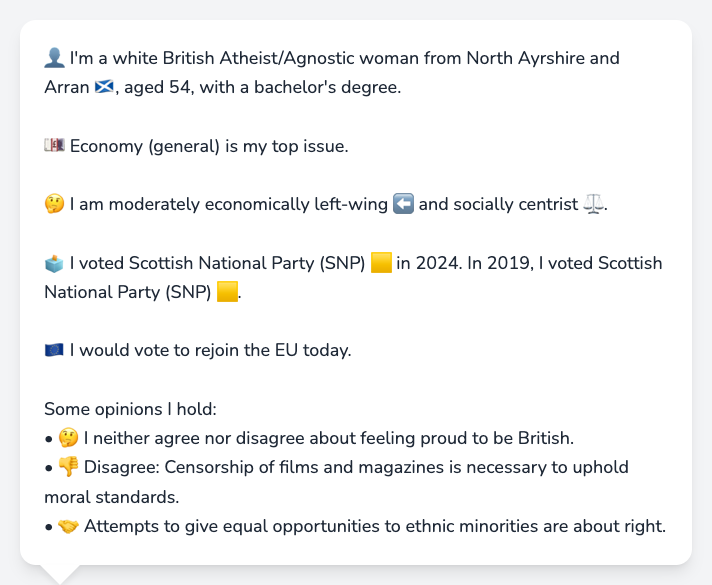 👤 I'm a white British Atheist/Agnostic woman from North Ayrshire and
Arran 🏴󠁧󠁢󠁳󠁣󠁴󠁿, aged 54, with a bachelor's degree.
💷 Economy (general) is my top issue.
🤔 I am moderately economically left-wing ⬅️ and socially centrist ⚖️.
🗳️ I voted Scottish National Party (SNP) 🟨 in 2024. In 2019, I voted Scottish
National Party (SNP) 🟨.
🇪🇺 I would vote to rejoin the EU today.
Some opinions I hold:
• 🤔 I neither agree nor disagree about feeling proud to be British.
• 👎 Disagree: Censorship of films and magazines is necessary to uphold
moral standards.
• 🤝 Attempts to give equal opportunities to ethnic minorities are about right.